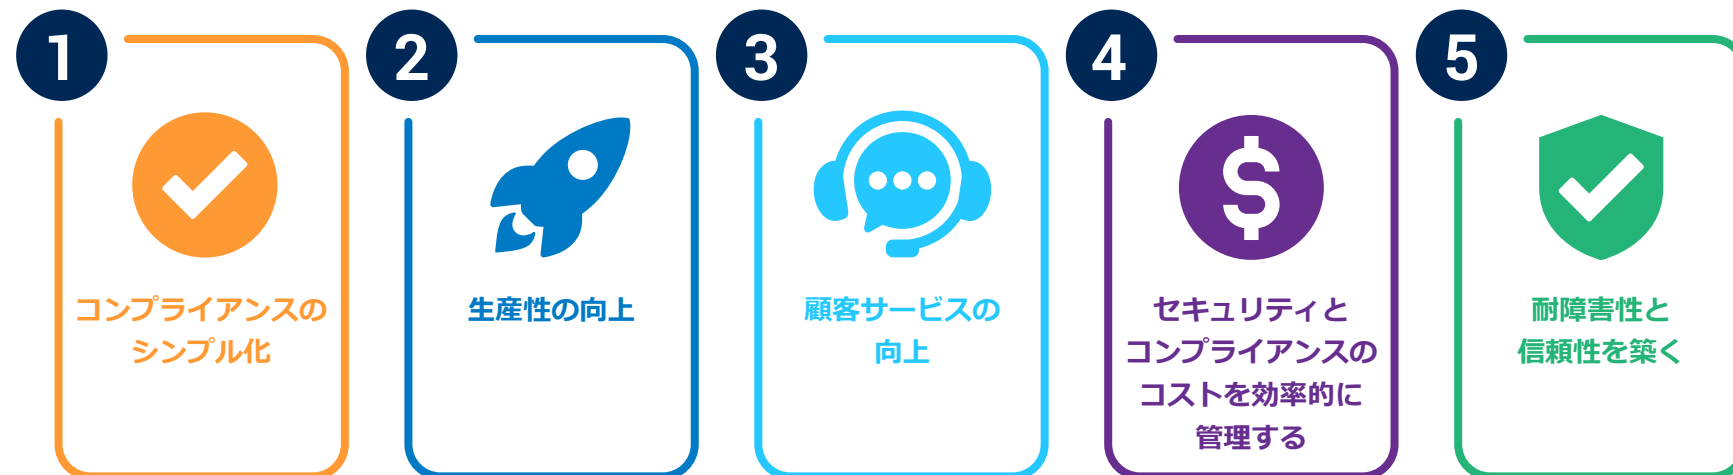 1
コンプライアンスの
シンプル化
2
生産性の向上
3
顧客サービスの
向上
4
$
セキュリティと
コンプライアンスの
コストを効率的に
管理する
5
耐障害性と
信頼性を築く